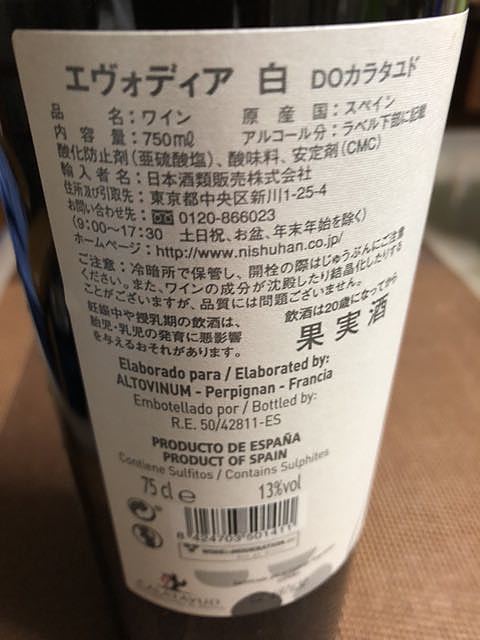 エヴォディア 白 DOカラタユド
品 名：ワイン 原 産 国：スペイン
内 容 量：750mℓ アルコール分：ラベル下部に記載
酸化防止剤（亜硫酸塩）、酸味料、安定剤（CMC）
輸 入 者 名：日本酒類販売株式会社
住所及び引取先：東京都中央区新川1-25-4
お問い合わせ先： 0120-866023
（9:00～17:30 土日祝、お盆、年末年始を除く）
ホームページ：http://www.nishuhan.co.jp/
ご注意：冷暗所で保管し、開栓の際はじゅうぶんにご注意
ください。また、ワインの成分が沈殿したり結晶化したりする
ことがございますが、品質には問題ございません。
妊娠中や授乳期の飲酒は、
胎児・乳児の発育に悪影響
を与えるおそれがあります。
飲酒は20歳になってから
果実酒
Elaborado para / Elaborated by:
ALTOVINUM - Perpignan - Francia
Embotellado por / Bottled by:
R.E. 50/42811-ES
PRODUCTO DE ESPAÑA
PRODUCT OF SPAIN
Contiene Sulfitos / Contains Sulphites
75 cl e 13%vol
8 424703 601411
CALATAYUD